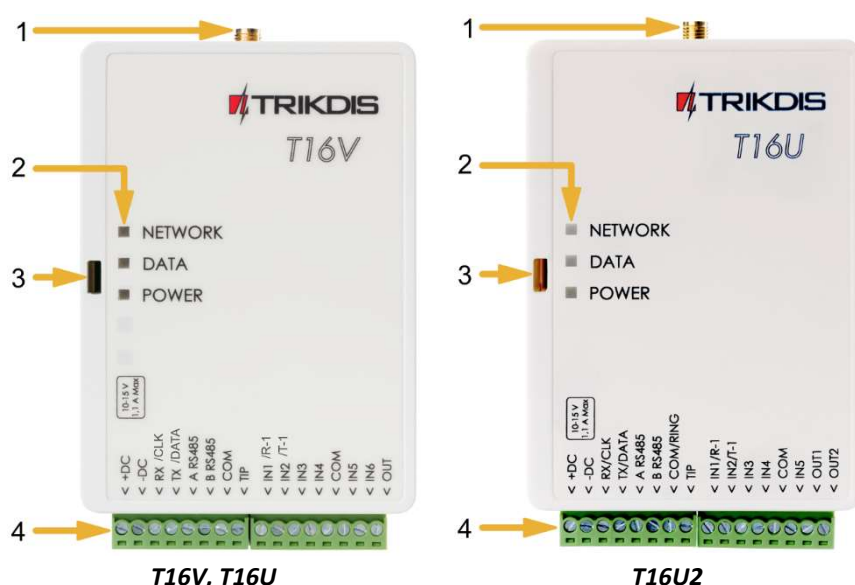 1
TRIKDIS
T16V
2
NETWORK
DATA
3
POWER
10-15 V
1,1 A Max
< +DC
< -DC
< RX /CLK
< TX /DATA
< A RS485
< B RS485
< COM
< TIP
< IN1 /R-1
< IN2 /T-1
< IN3
< IN4
< COM
< IN5
< IN6
< OUT
4
T16V, T16U
1
TRIKDIS
T16U
2
NETWORK
DATA
3
POWER
10-15 V
1,1 A Max
< +DC
< -DC
< RX/CLK
< TX/DATA
< A RS485
< B RS485
< COM/RING
< TIP
< IN1/R-1
< IN2/T-1
< IN3
< IN4
< COM
< IN5
< OUT1
< OUT2
4
T16U2